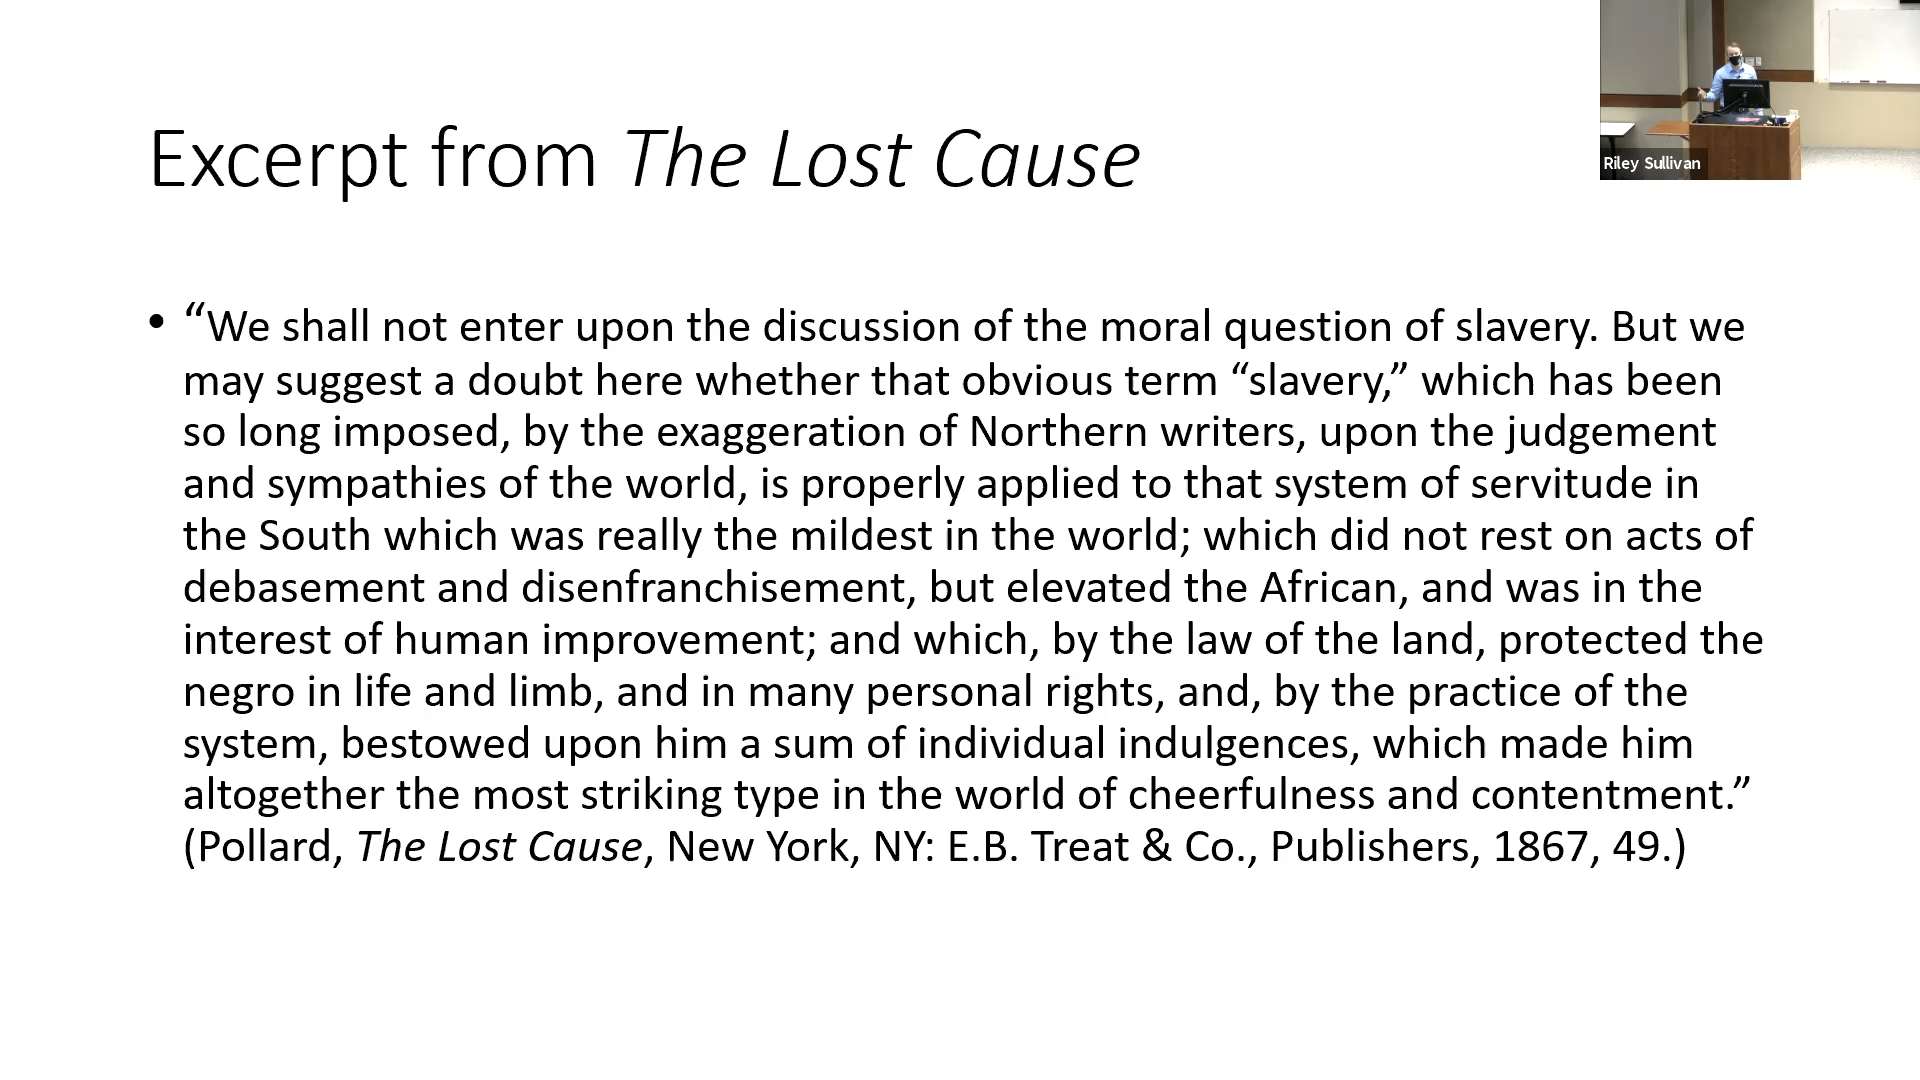 Excerpt from The Lost Cause
Riley Sullivan
• “We shall not enter upon the discussion of the moral question of slavery. But we
may suggest a doubt here whether that obvious term “slavery,” which has been
so long imposed, by the exaggeration of Northern writers, upon the judgement
and sympathies of the world, is properly applied to that system of servitude in
the South which was really the mildest in the world; which did not rest on acts of
debasement and disenfranchisement, but elevated the African, and was in the
interest of human improvement; and which, by the law of the land, protected the
negro in life and limb, and in many personal rights, and, by the practice of the
system, bestowed upon him a sum of individual indulgences, which made him
altogether the most striking type in the world of cheerfulness and contentment.”
(Pollard, The Lost Cause, New York, NY: E.B. Treat & Co., Publishers, 1867, 49.)